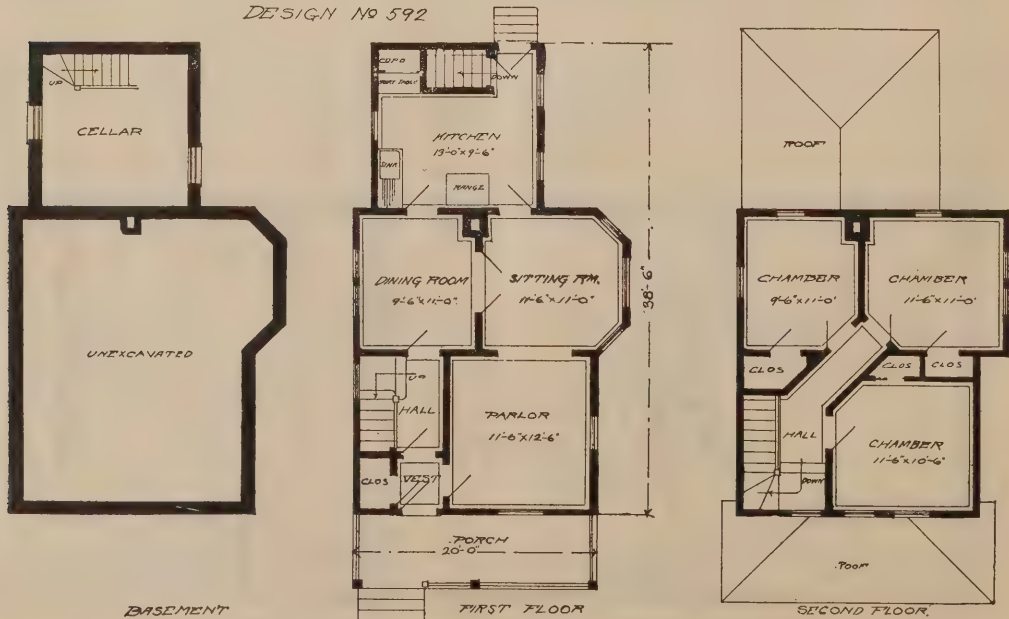 DESIGN No 592
UP
CELLAR
UNEXCAVATED
BASEMENT
CUPD
DOWN
KITCHEN
13'-0"x9'-6"
SINK
RANGE
DINING ROOM
9'-6"x11'-0"
SITTING RM.
11'-6"x11'-0"
38'-6"
UP
HALL
PARLOR
11'-6"x12'-6"
CLOS
VEST
PORCH
20'-0"
FIRST FLOOR
ROOF
CHAMBER
9'-6"x11'-0"
CHAMBER
11'-6"x11'-0"
CLOS
CLOS
CLOS
HALL
CHAMBER
11'-6"x10'-6"
DOWN
ROOF
SECOND FLOOR.